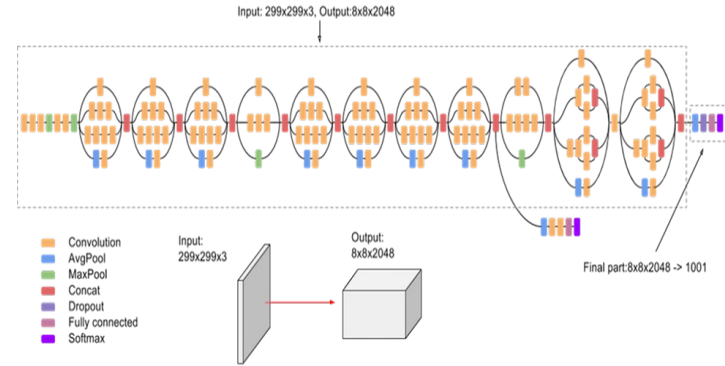 Input: 299x299x3, Output:8x8x2048
Convolution
AvgPool
MaxPool
Concat
Dropout
Fully connected
Softmax
Input:
299x299x3
Output:
8x8x2048
Final part:8x8x2048 -> 1001